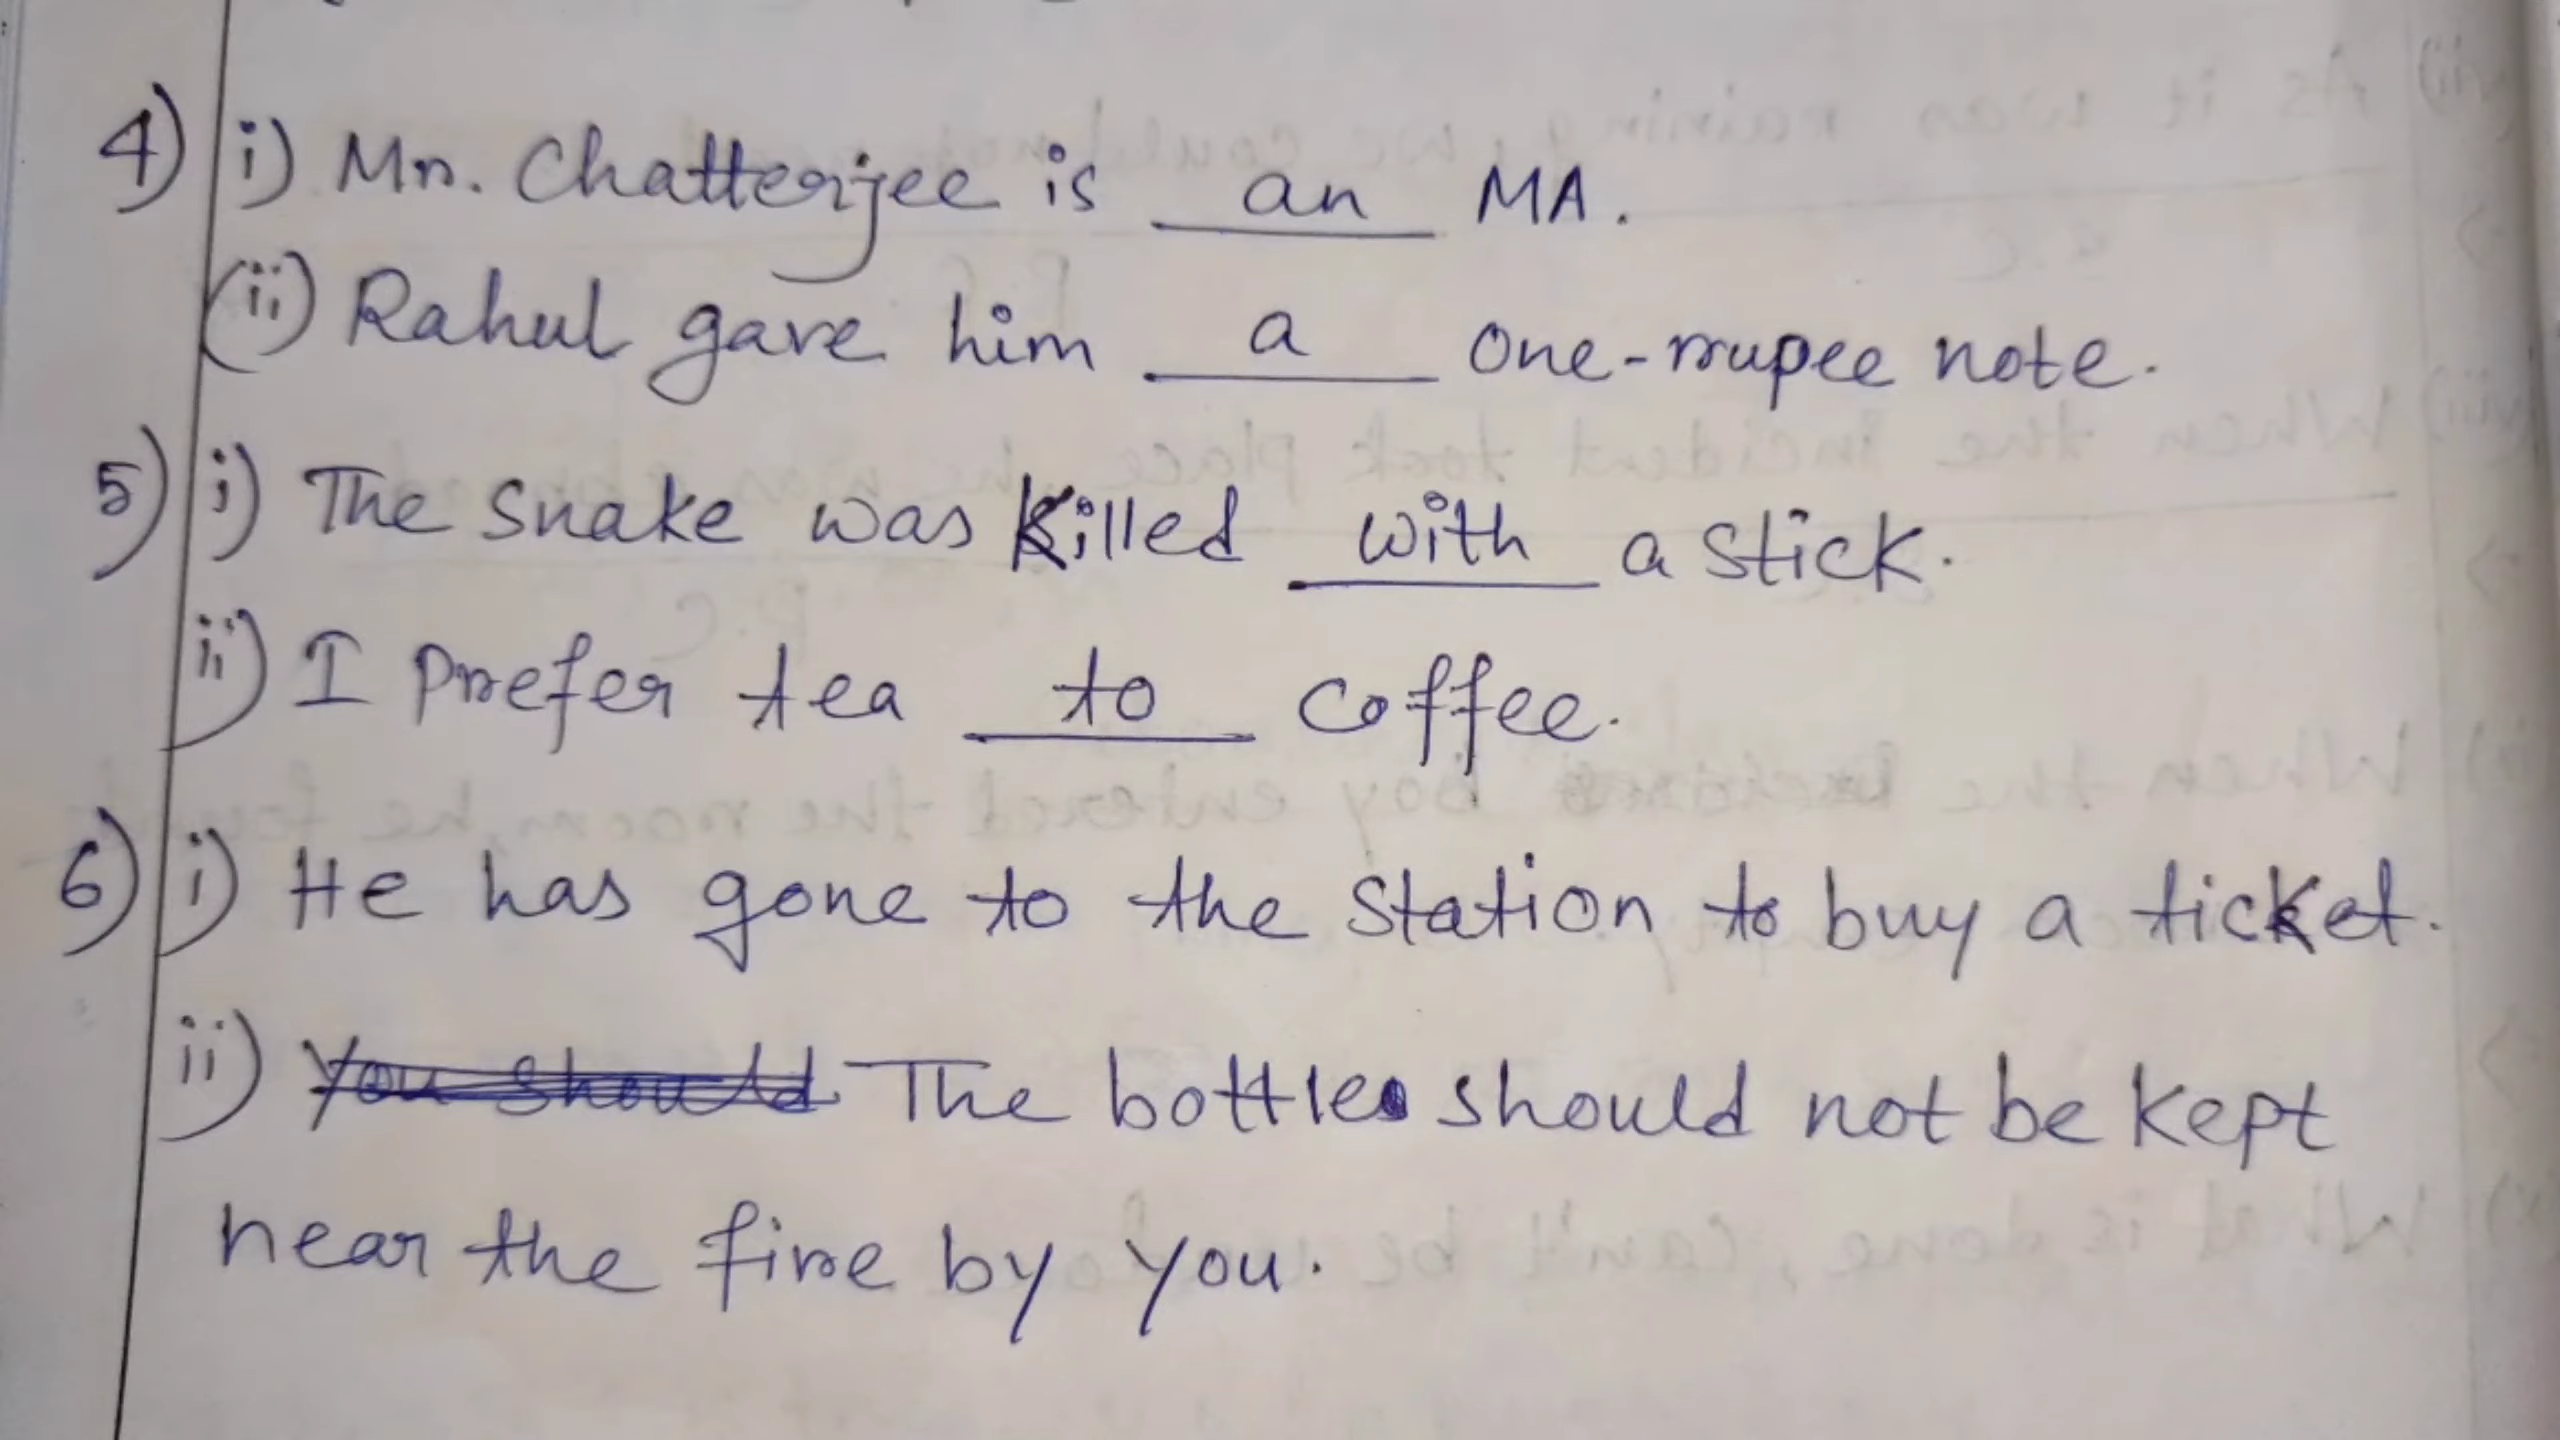 4) i) Mr. Chatterjee is an MA.
(ii) Rahul gave him a one-rupee note.
5) i) The Snake was killed with a stick.
ii) I prefer tea to coffee.
6) i) He has gone to the station to buy a ticket.
ii) You should The bottles should not be kept
near the fire by you.